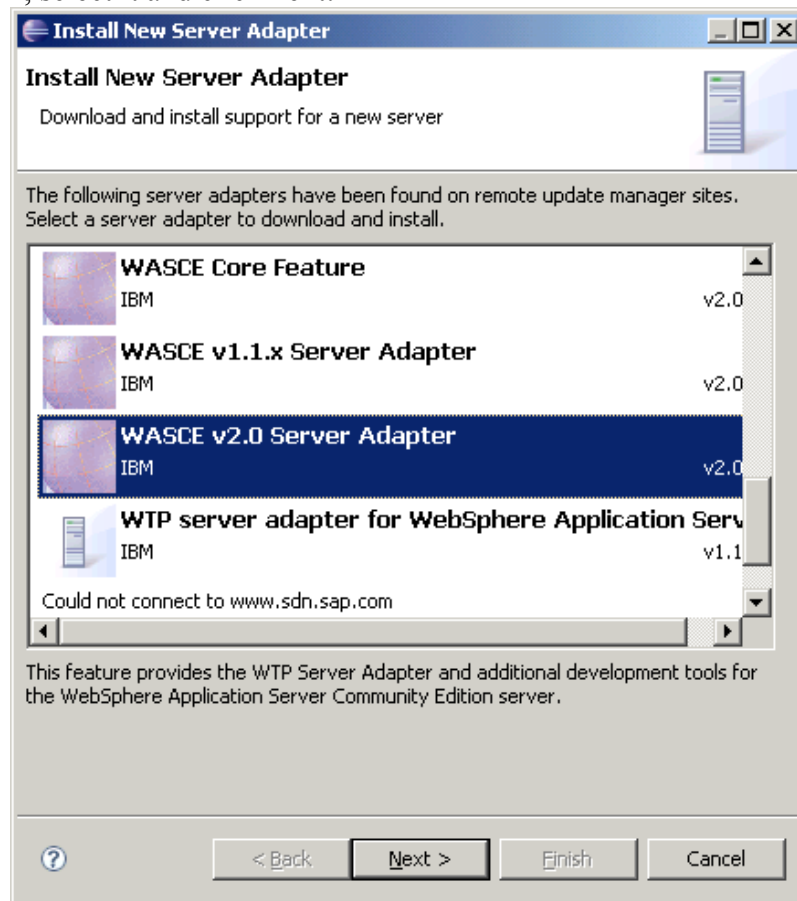 Install New Server Adapter
Install New Server Adapter
Download and install support for a new server
The following server adapters have been found on remote update manager sites.
Select a server adapter to download and install.
WASCE Core Feature
IBM v2.0
WASCE v1.1.x Server Adapter
IBM v2.0
WASCE v2.0 Server Adapter
IBM v2.0
WTP server adapter for WebSphere Application Serv
IBM v1.1
Could not connect to www.sdn.sap.com
This feature provides the WTP Server Adapter and additional development tools for
the WebSphere Application Server Community Edition server.
? < Back Next > Finish Cancel